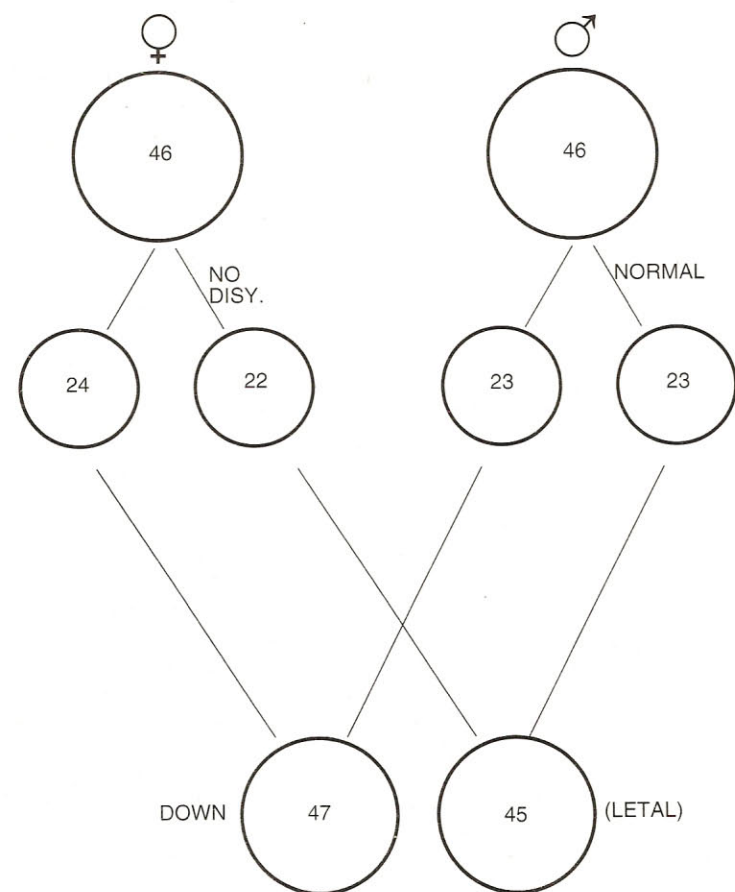 ♀ ♂
46 46
NO
DISY.
NORMAL
24 22 23 23
DOWN 47 45 (LETAL)